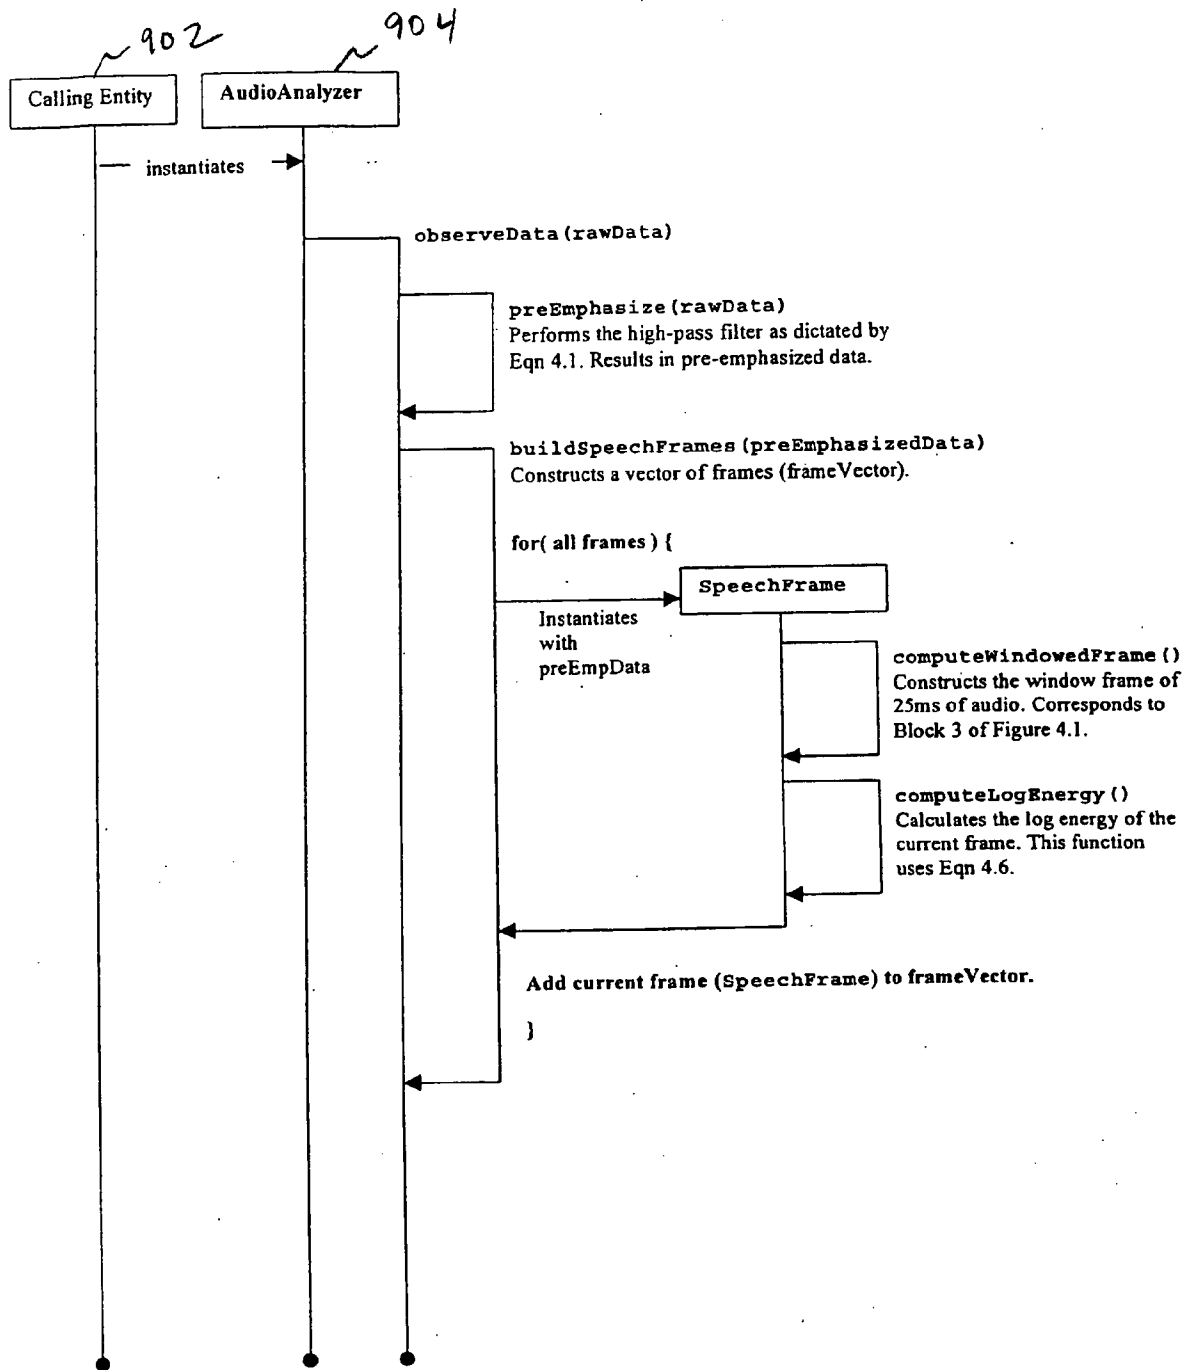 902
904
Calling Entity
AudioAnalyzer
instantiates
observeData(rawData)
preEmphasize(rawData)
Performs the high-pass filter as dictated by
Eqn 4.1. Results in pre-emphasized data.
buildSpeechFrames(preEmphasizedData)
Constructs a vector of frames (frameVector).
for( all frames ) {
SpeechFrame
Instantiates
with
preEmpData
computeWindowedFrame()
Constructs the window frame of
25ms of audio. Corresponds to
Block 3 of Figure 4.1.
computeLogEnergy()
Calculates the log energy of the
current frame. This function
uses Eqn 4.6.
Add current frame (SpeechFrame) to frameVector.
}